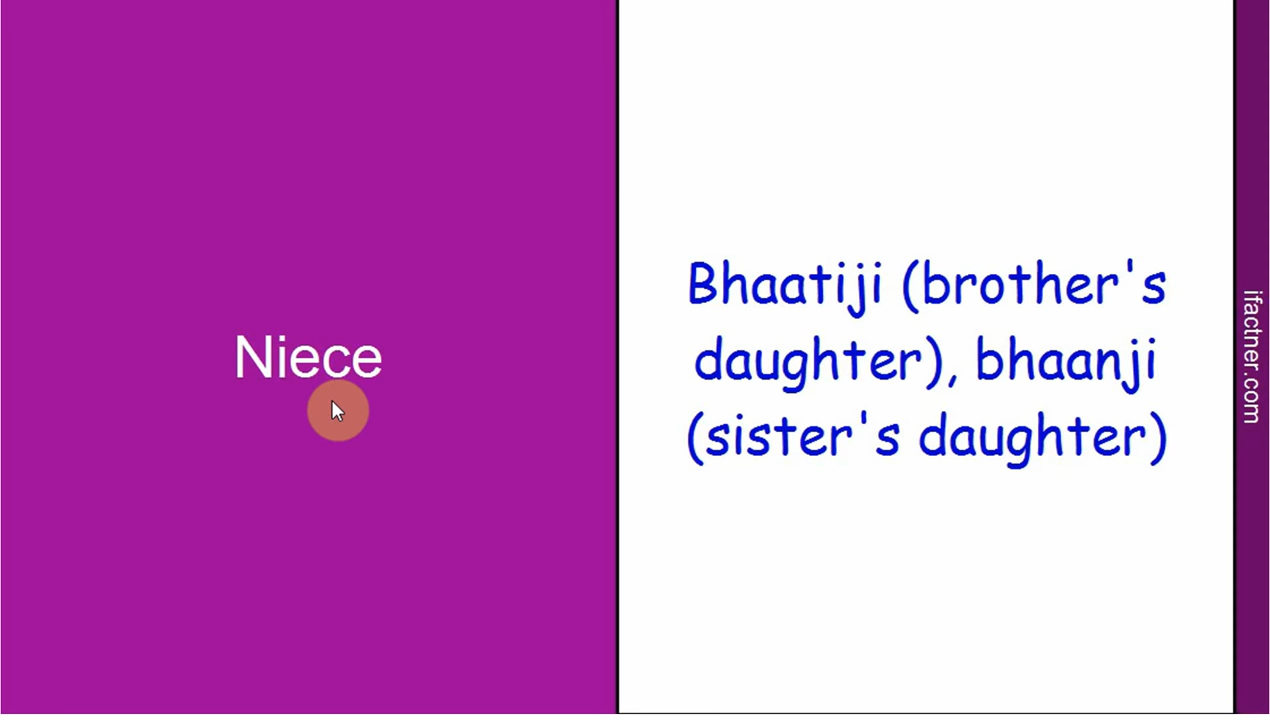 Niece
Bhaatiji (brother's
daughter), bhaanji
(sister's daughter)
ifactner.com